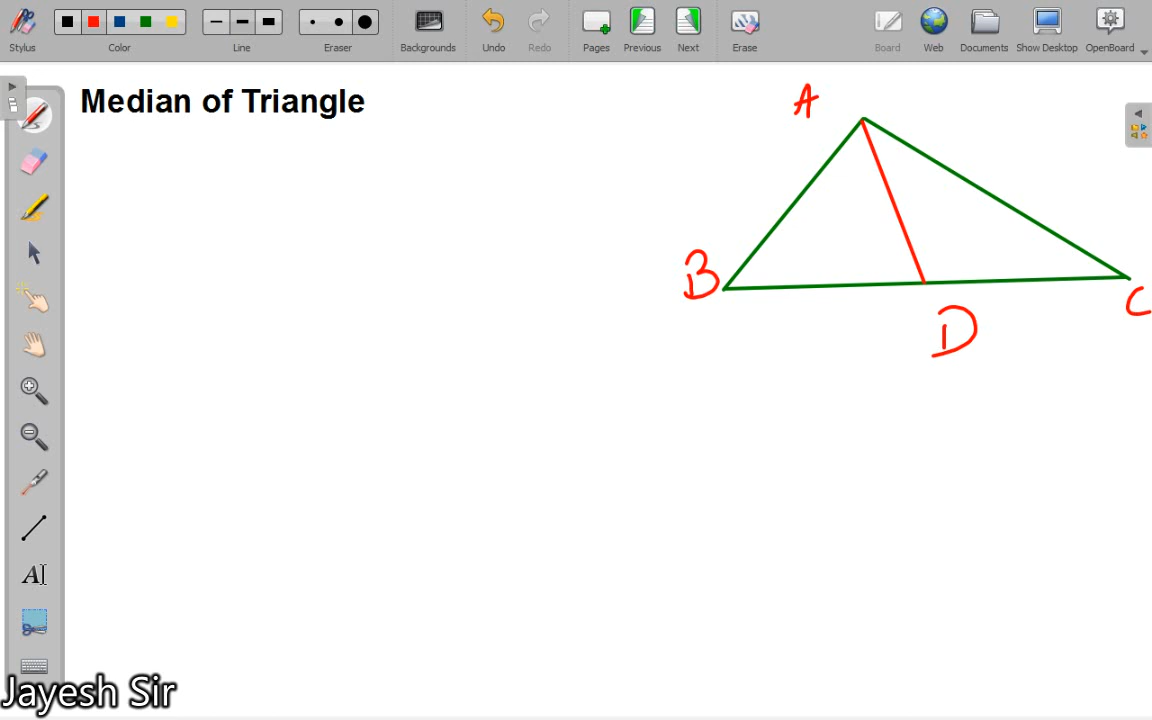 Stylus Color Line Eraser Backgrounds Undo Redo Pages Previous Next Erase Board Web Documents Show Desktop OpenBoard
Median of Triangle
A
B
C
D
A
Jayesh Sir